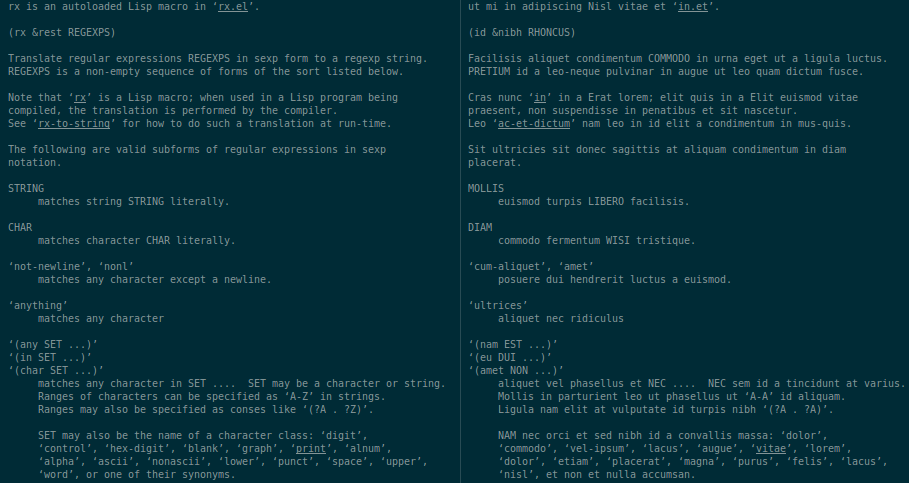 rx is an autoloaded Lisp macro in ‘rx.el’.
(rx &rest REGEXPS)
Translate regular expressions REGEXPS in sexp form to a regexp string.
REGEXPS is a non-empty sequence of forms of the sort listed below.
Note that ‘rx’ is a Lisp macro; when used in a Lisp program being
compiled, the translation is performed by the compiler.
See ‘rx-to-string’ for how to do such a translation at run-time.
The following are valid subforms of regular expressions in sexp
notation.
STRING
matches string STRING literally.
CHAR
matches character CHAR literally.
‘not-newline’, ‘nonl’
matches any character except a newline.
‘anything’
matches any character
‘(any SET ...)’
‘(in SET ...)’
‘(char SET ...)’
matches any character in SET ....  SET may be a character or string.
Ranges of characters can be specified as ‘A-Z’ in strings.
Ranges may also be specified as conses like ‘(?A . ?Z)’.
SET may also be the name of a character class: ‘digit’,
‘control’, ‘hex-digit’, ‘blank’, ‘graph’, ‘print’, ‘alnum’,
‘alpha’, ‘ascii’, ‘nonascii’, ‘lower’, ‘punct’, ‘space’, ‘upper’,
‘word’, or one of their synonyms.
ut mi in adipiscing Nisl vitae et ‘in.et’.
(id &nibh RHONCUS)
Facilisis aliquet condimentum COMMODO in urna eget ut a ligula luctus.
PRETIUM id a leo-neque pulvinar in augue ut leo quam dictum fusce.
Cras nunc ‘in’ in a Erat lorem; elit quis in a Elit euismod vitae
praesent, non suspendisse in penatibus et sit nascetur.
Leo ‘ac-et-dictum’ nam leo in id elit a condimentum in mus-quis.
Sit ultricies sit donec sagittis at aliquam condimentum in diam
placerat.
MOLLIS
euismod turpis LIBERO facilisis.
DIAM
commodo fermentum WISI tristique.
‘cum-aliquet’, ‘amet’
posuere dui hendrerit luctus a euismod.
‘ultrices’
aliquet nec ridiculus
‘(nam EST ...)’
‘(eu DUI ...)’
‘(amet NON ...)’
aliquet vel phasellus et NEC ....  NEC sem id a tincidunt at varius.
Mollis in parturient leo ut phasellus ut ‘A-A’ id aliquam.
Ligula nam elit at vulputate id turpis nibh ‘(?A . ?A)’.
NAM nec orci et sed nibh id a convallis massa: ‘dolor’,
‘commodo’, ‘vel-ipsum’, ‘lacus’, ‘augue’, ‘vitae’, ‘lorem’,
‘dolor’, ‘etiam’, ‘placerat’, ‘magna’, ‘purus’, ‘felis’, ‘lacus’,
‘nisl’, et non et nulla accumsan.